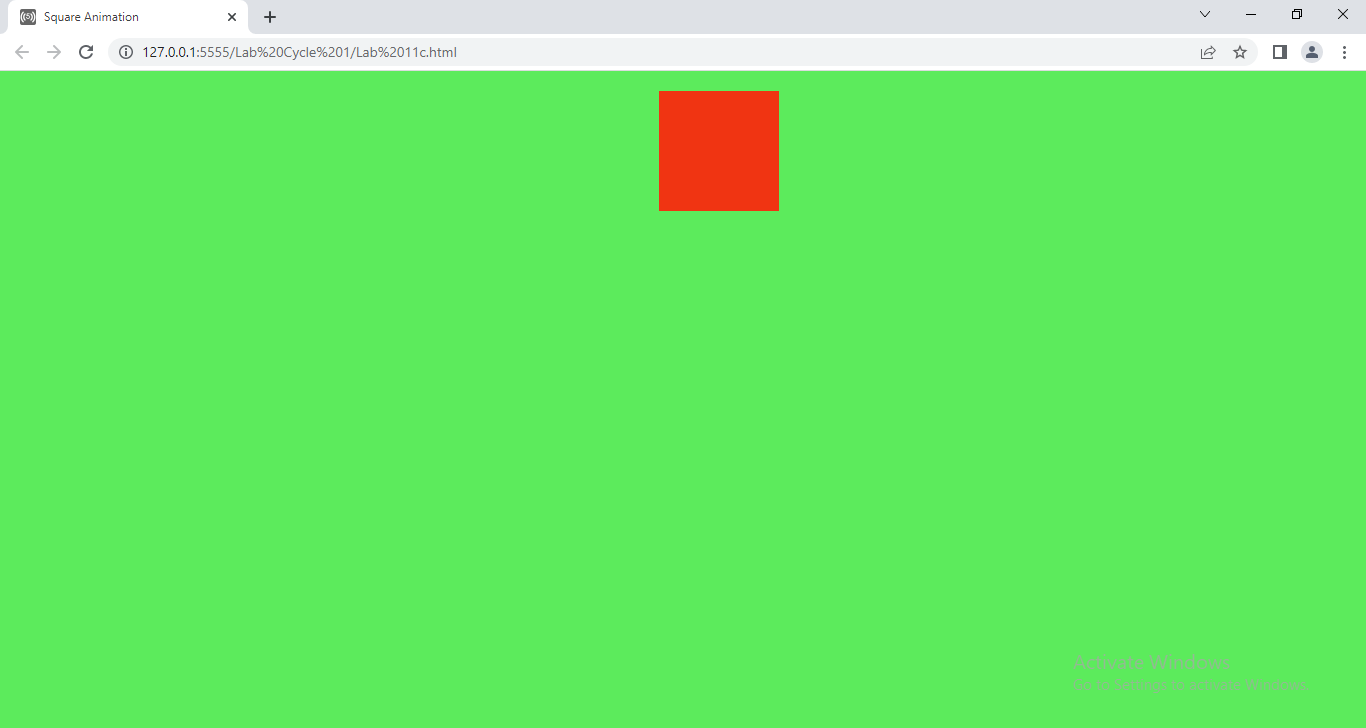 Square Animation
127.0.0.1:5555/Lab%20Cycle%201/Lab%2011c.html
Activate Windows
Go to Settings to activate Windows.